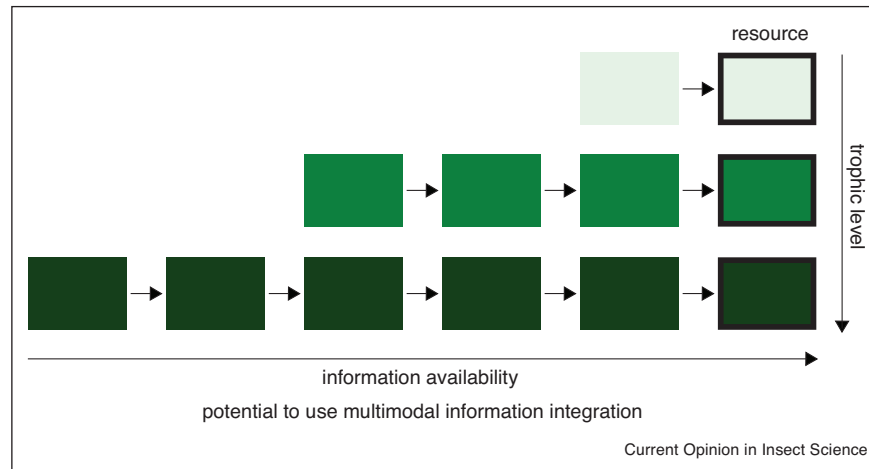 resource
trophic level
information availability
potential to use multimodal information integration
Current Opinion in Insect Science